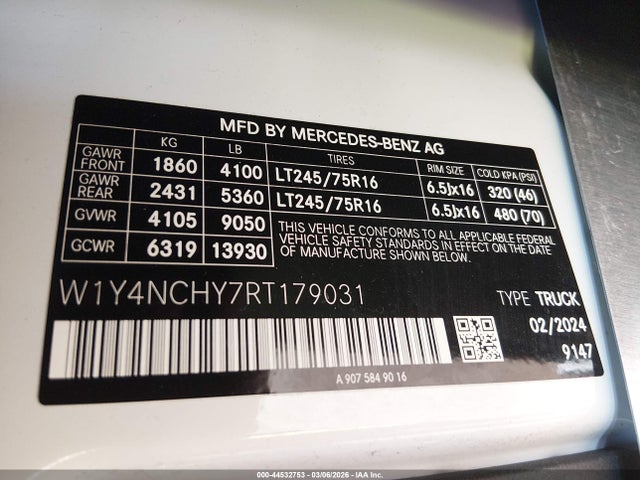 MFD BY MERCEDES-BENZ AG
KG LB TIRES RIM SIZE COLD KPA (PSI)
GAWR FRONT 1860 4100 LT245/75R16 6.5Jx16 320 (46)
GAWR REAR 2431 5360 LT245/75R16 6.5Jx16 480 (70)
GVWR 4105 9050
GCWR 6319 13930
THIS VEHICLE CONFORMS TO ALL APPLICABLE FEDERAL
VEHICLE SAFETY STANDARDS IN EFFECT ON THE DATE
OF MANUFACTURE SHOWN ABOVE.
W1Y4NCHY7RT179031 TYPE TRUCK
02/2024
9147
A 907 584 90 16
000-44532753 | 03/06/2026 | IAA Inc.